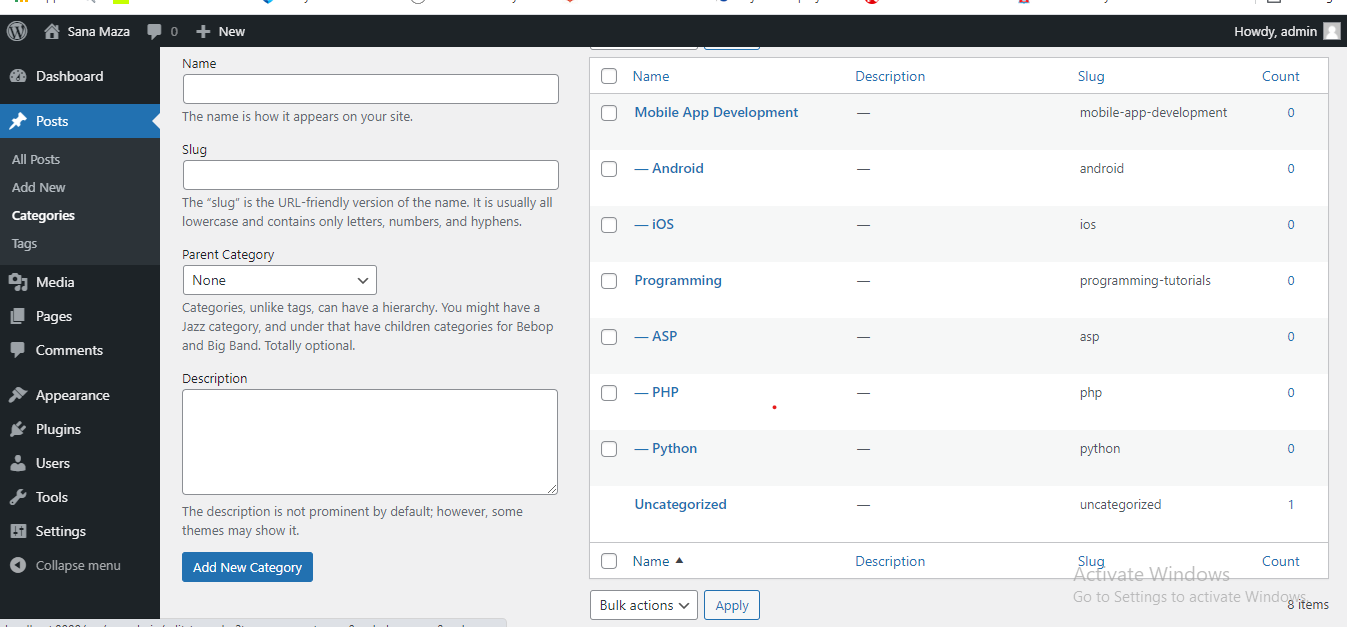 Sana Maza 0 New Howdy, admin
Dashboard
Posts
All Posts
Add New
Categories
Tags
Media
Pages
Comments
Appearance
Plugins
Users
Tools
Settings
Collapse menu
Name
The name is how it appears on your site.
Slug
The “slug” is the URL-friendly version of the name. It is usually all
lowercase and contains only letters, numbers, and hyphens.
Parent Category
None
Categories, unlike tags, can have a hierarchy. You might have a
Jazz category, and under that have children categories for Bebop
and Big Band. Totally optional.
Description
The description is not prominent by default; however, some
themes may show it.
Add New Category
Name Description Slug Count
Mobile App Development — mobile-app-development 0
— Android — android 0
— iOS — ios 0
Programming — programming-tutorials 0
— ASP — asp 0
— PHP — php 0
— Python — python 0
Uncategorized — uncategorized 1
Name Description Slug Count
Bulk actions Apply 8 items
Activate Windows
Go to Settings to activate Windows.